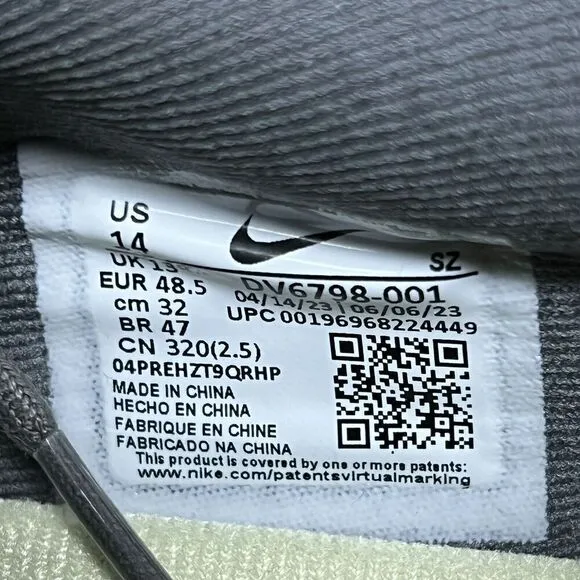 US
14
SZ
UK 13
EUR 48.5
DV6798-001
cm 32
04/14/23 | 06/06/23
BR 47
UPC 00196968224449
CN 320(2.5)
04PREHZT9QRHP
MADE IN CHINA
HECHO EN CHINA
FABRIQUE EN CHINE
FABRICADO NA CHINA
This product is covered by one or more patents:
www.nike.com/patentsvirtualmarking